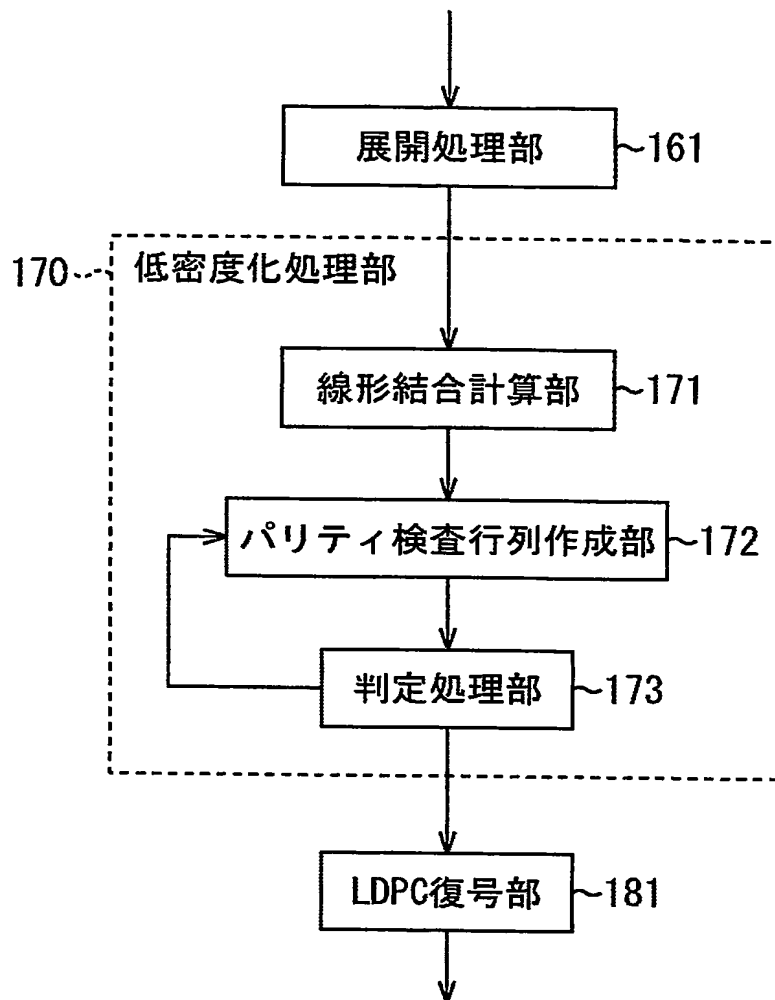 展開処理部 161
170 低密度化処理部
線形結合計算部 171
パリティ検査行列作成部 172
判定処理部 173
LDPC復号部 181